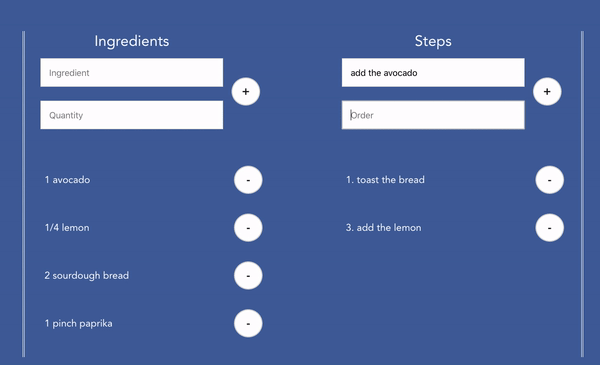 Ingredients
Ingredient
+
Quantity
1 avocado
-
1/4 lemon
-
2 sourdough bread
-
1 pinch paprika
-
Steps
add the avocado
+
Order
1. toast the bread
-
3. add the lemon
-